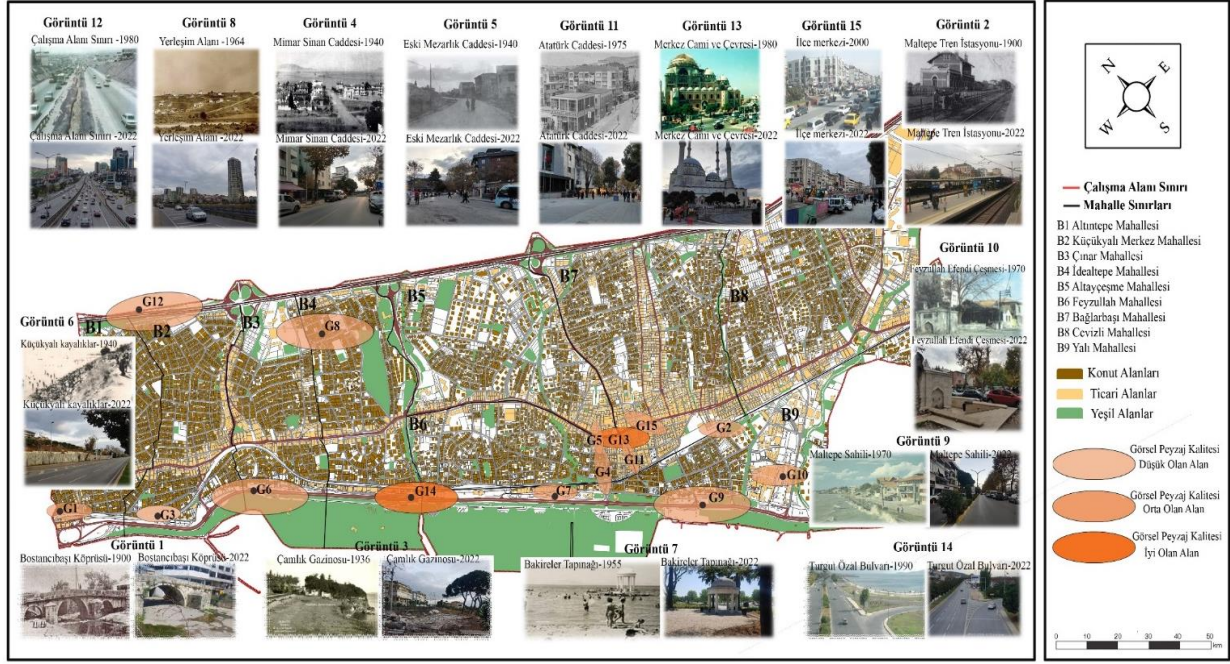 Görüntü 12
Çalışma Alanı Sınırı -1980
Çalışma Alanı Sınırı -2022
Görüntü 8
Yerleşim Alanı -1964
Yerleşim Alanı -2022
Görüntü 4
Mimar Sinan Caddesi-1940
Mimar Sinan Caddesi-2022
Görüntü 5
Eski Mezarlık Caddesi-1940
Eski Mezarlık Caddesi-2022
Görüntü 11
Atatürk Caddesi-1975
Atatürk Caddesi-2022
Görüntü 13
Merkez Cami ve Çevresi-1980
Merkez Cami ve Çevresi-2022
Görüntü 15
İlçe merkezi-2000
İlçe merkezi-2022
Görüntü 2
Maltepe Tren İstasyonu-1900
Maltepe Tren İstasyonu-2022
Görüntü 10
Feyzullah Efendi Çeşmesi-1970
Feyzullah Efendi Çeşmesi-2022
Görüntü 6
Küçükyalı kayalıklar-1940
Küçükyalı kayalıklar-2022
G12
B1
B2
B3
B4
G8
B5
B7
B8
B6
G5
G13
G15
G2
B9
G4
G11
G10
G1
G3
G6
G14
G7
G9
Görüntü 9
Maltepe Sahili-1970
Maltepe Sahili-2022
Görüntü 1
Bostancıbaşı Köprüsü-1900
Bostancıbaşı Köprüsü-2022
Görüntü 3
Çamlık Gazinosu-1936
Çamlık Gazinosu-2022
Görüntü 7
Bakireler Tapınağı-1955
Bakireler Tapınağı-2022
Görüntü 14
Turgut Özal Bulvarı-1990
Turgut Özal Bulvarı-2022
N
E
W
S
Çalışma Alanı Sınırı
Mahalle Sınırları
B1 Altıntepe Mahallesi
B2 Küçükyalı Merkez Mahallesi
B3 Çınar Mahallesi
B4 İdealtepe Mahallesi
B5 Altayçeşme Mahallesi
B6 Feyzullah Mahallesi
B7 Bağlarbaşı Mahallesi
B8 Cevizli Mahallesi
B9 Yalı Mahallesi
Konut Alanları
Ticari Alanlar
Yeşil Alanlar
Görsel Peyzaj Kalitesi
Düşük Olan Alan
Görsel Peyzaj Kalitesi
Orta Olan Alan
Görsel Peyzaj Kalitesi
İyi Olan Alan
0 10 20 30 40 50
km